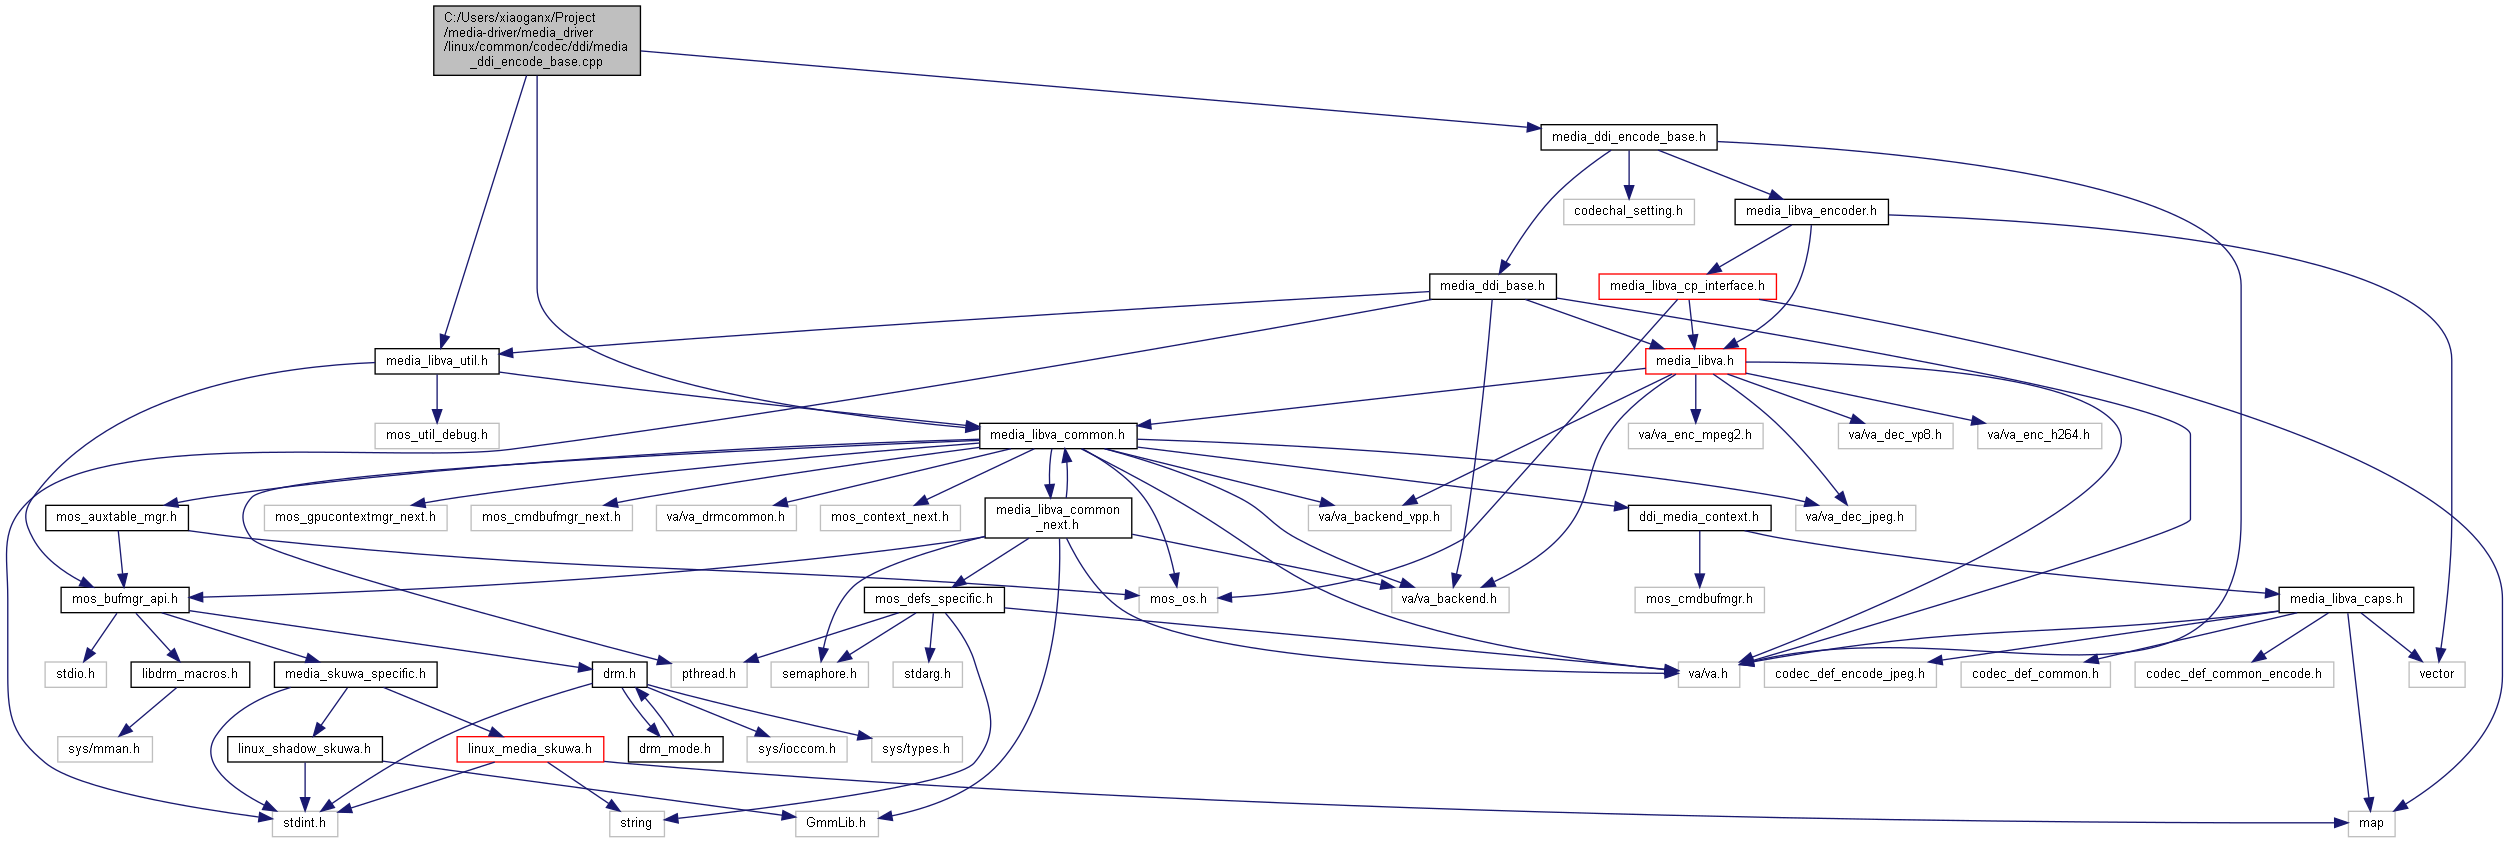 C:/Users/xiaoganx/Project
/media-driver/media_driver
/linux/common/codec/ddi/media
_ddi_encode_base.cpp
media_ddi_encode_base.h
codechal_setting.h
media_libva_encoder.h
media_ddi_base.h
media_libva_cp_interface.h
media_libva_util.h
media_libva.h
mos_util_debug.h
media_libva_common.h
va/va_enc_mpeg2.h
va/va_dec_vp8.h
va/va_enc_h264.h
mos_auxtable_mgr.h
mos_gpucontextmgr_next.h
mos_cmdbufmgr_next.h
va/va_drmcommon.h
mos_context_next.h
media_libva_common
_next.h
va/va_backend_vpp.h
ddi_media_context.h
va/va_dec_jpeg.h
mos_bufmgr_api.h
mos_defs_specific.h
mos_os.h
va/va_backend.h
mos_cmdbufmgr.h
media_libva_caps.h
stdio.h
libdrm_macros.h
media_skuwa_specific.h
drm.h
pthread.h
semaphore.h
stdarg.h
va/va.h
codec_def_encode_jpeg.h
codec_def_common.h
codec_def_common_encode.h
vector
sys/mman.h
linux_shadow_skuwa.h
linux_media_skuwa.h
drm_mode.h
sys/ioccom.h
sys/types.h
stdint.h
string
GmmLib.h
map